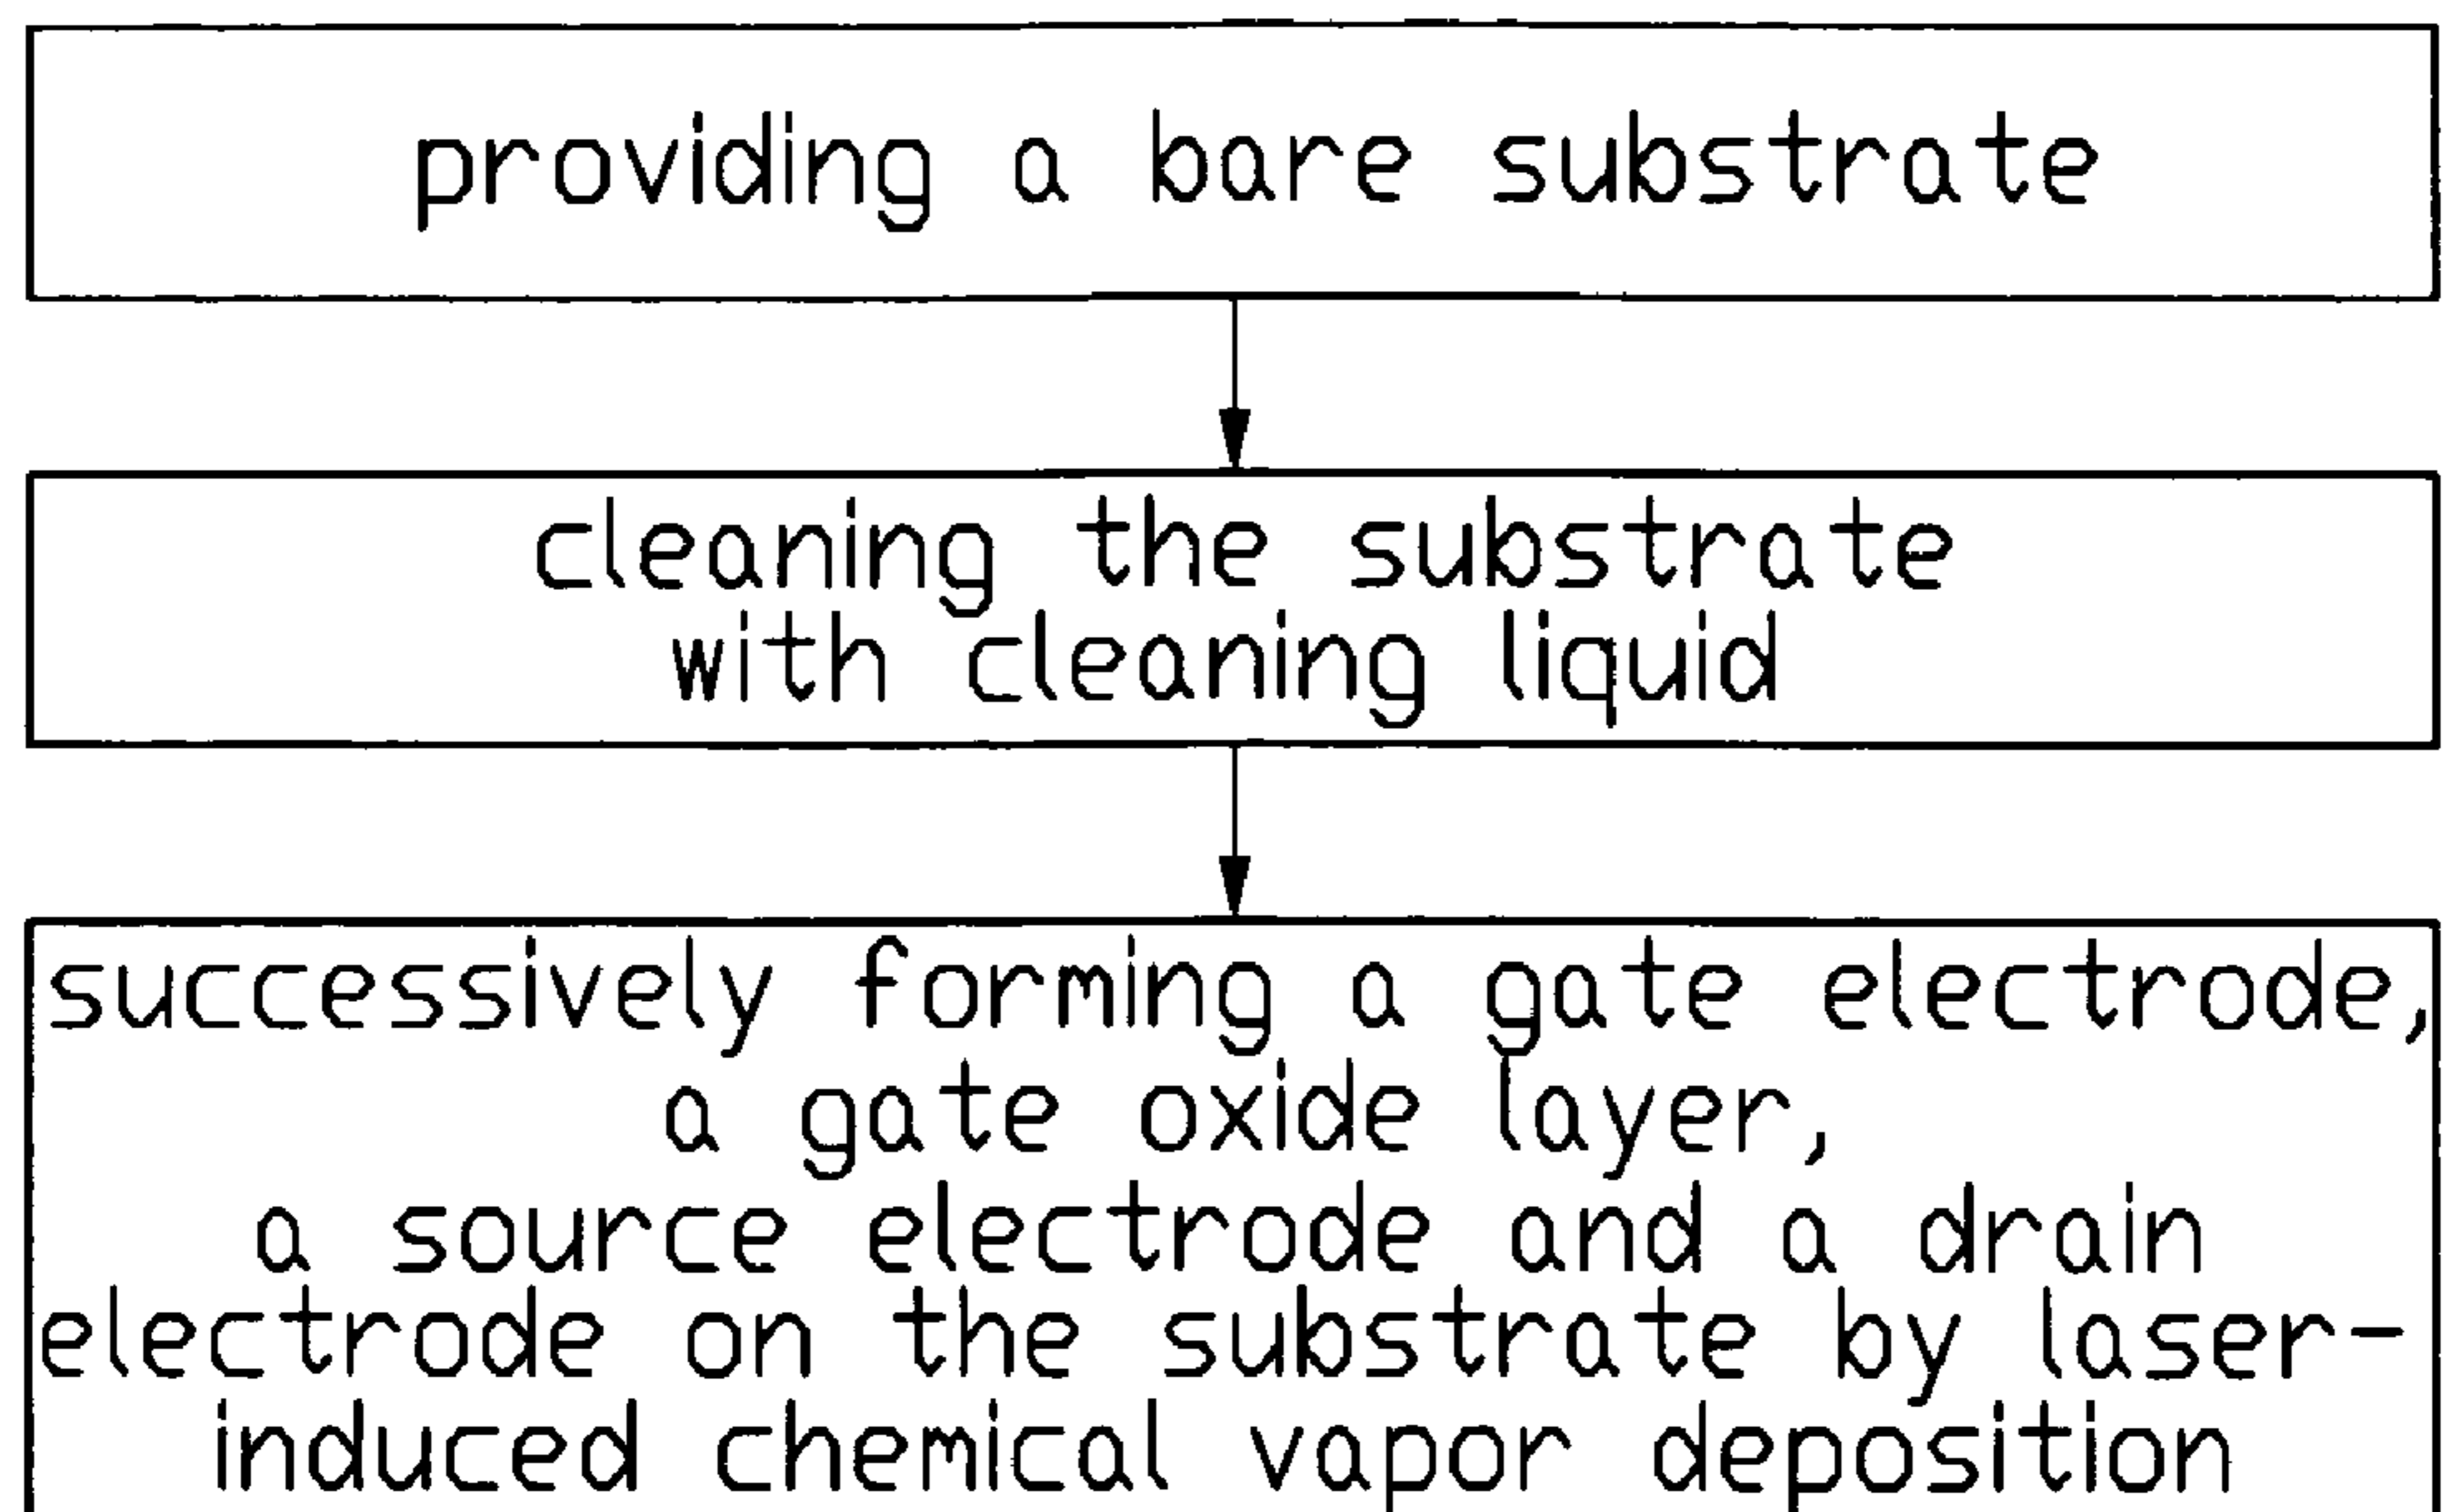 providing a bare substrate
cleaning the substrate
with cleaning liquid
successively forming a gate electrode,
a gate oxide layer,
a source electrode and a drain
electrode on the substrate by laser-
induced chemical vapor deposition